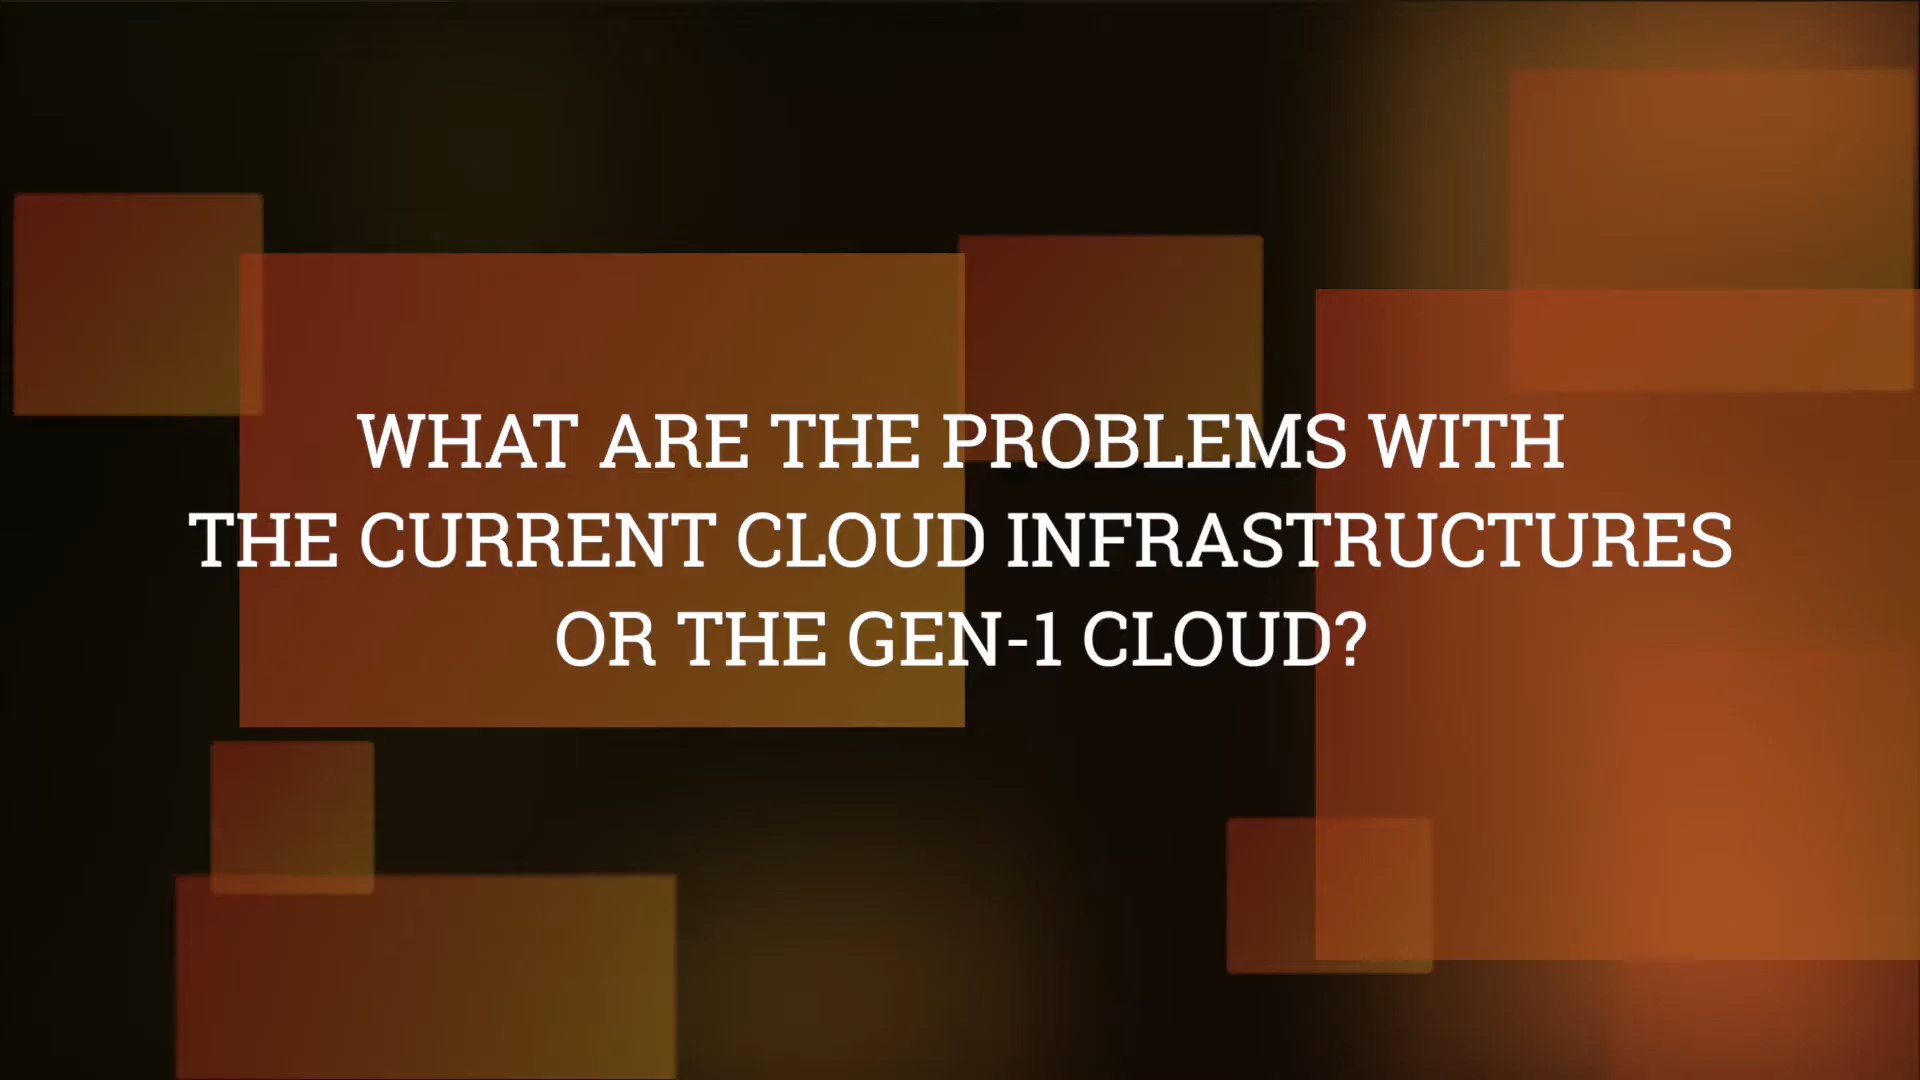 WHAT ARE THE PROBLEMS WITH
THE CURRENT CLOUD INFRASTRUCTURES
OR THE GEN-1 CLOUD?